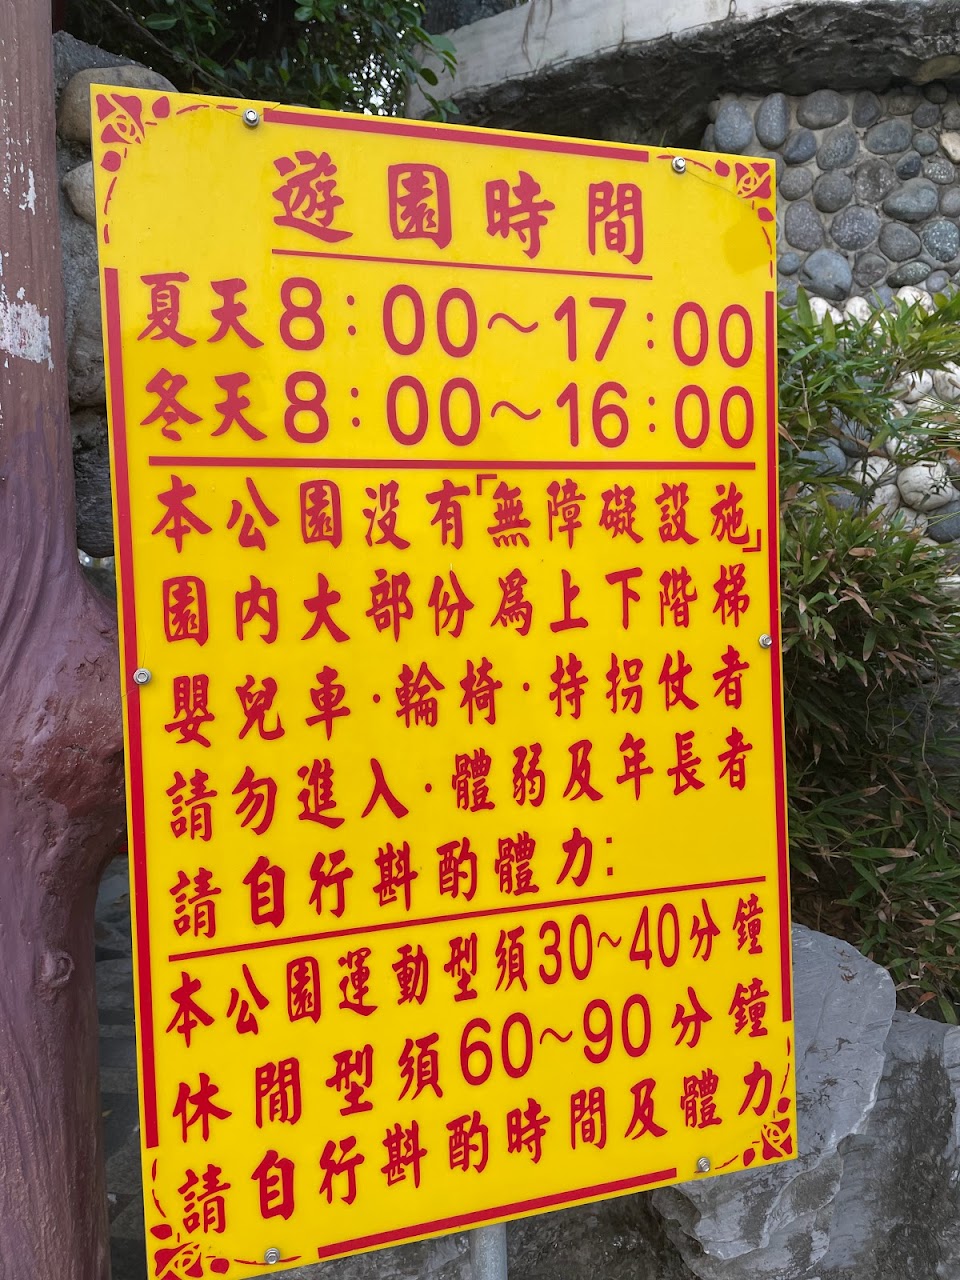 遊園時間
夏天8:00~17:00
冬天8:00~16:00
本公園没有「無障礙設施」
園内大部份爲上下階梯
嬰兒車·輪椅·持拐仗者
請勿進入·體弱及年長者
請自行斟酌體力:
本公園運動型須30~40分鐘
休閒型須60~90分鐘
請自行斟酌時間及體力